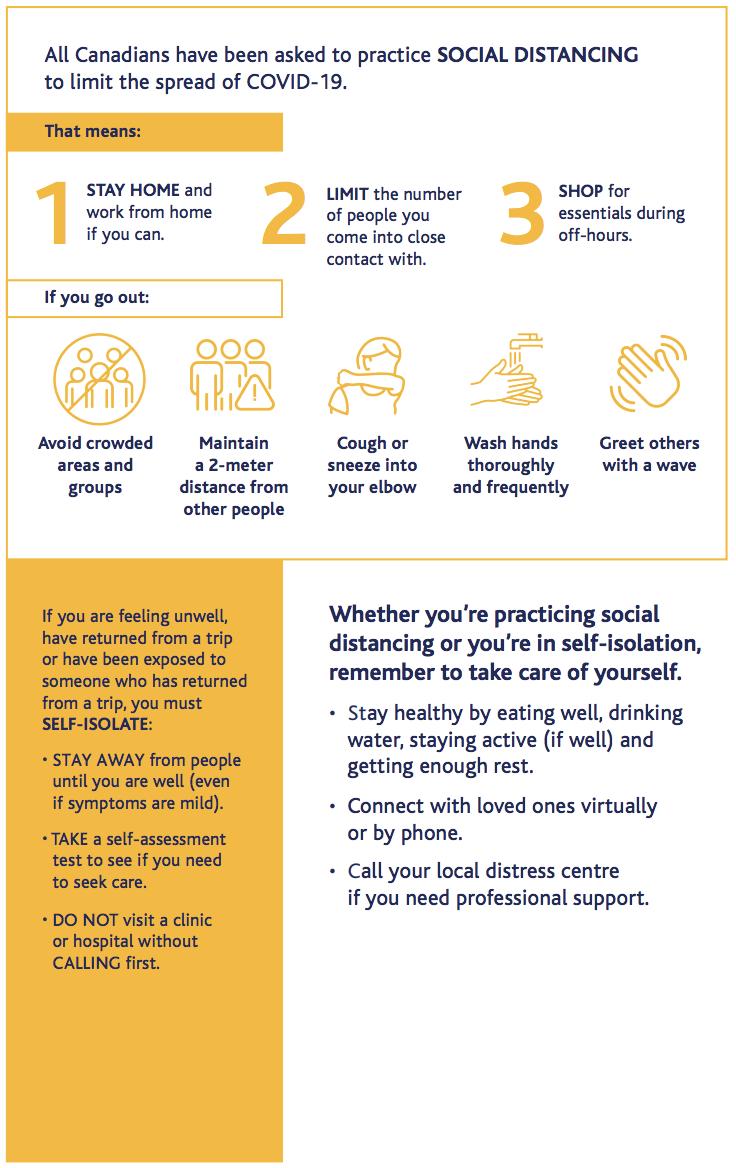 All Canadians have been asked to practice SOCIAL DISTANCING
to limit the spread of COVID-19.
That means:
1
STAY HOME and
work from home
if you can.
2
LIMIT the number
of people you
come into close
contact with.
3
SHOP for
essentials during
off-hours.
If you go out:
Avoid crowded
areas and
groups
Maintain
a 2-meter
distance from
other people
Cough or
sneeze into
your elbow
Wash hands
thoroughly
and frequently
Greet others
with a wave
If you are feeling unwell,
have returned from a trip
or have been exposed to
someone who has returned
from a trip, you must
SELF-ISOLATE:
• STAY AWAY from people
until you are well (even
if symptoms are mild).
• TAKE a self-assessment
test to see if you need
to seek care.
• DO NOT visit a clinic
or hospital without
CALLING first.
Whether you’re practicing social
distancing or you’re in self-isolation,
remember to take care of yourself.
• Stay healthy by eating well, drinking
water, staying active (if well) and
getting enough rest.
• Connect with loved ones virtually
or by phone.
• Call your local distress centre
if you need professional support.